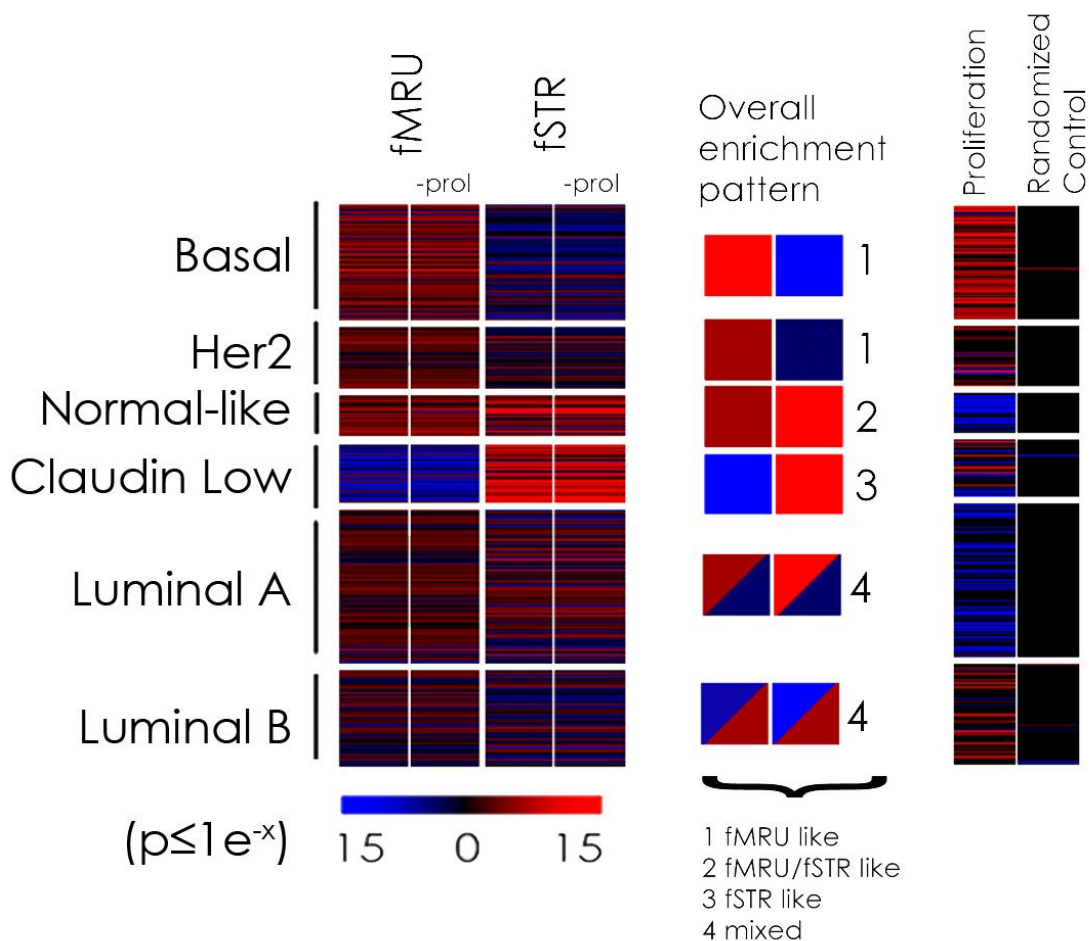 fMRU
fSTR
-prol
-prol
Overall
enrichment
pattern
Proliferation
Randomized
Control
Basal
1
Her2
1
Normal-like
2
Claudin Low
3
Luminal A
4
Luminal B
4
(p≤1e-x)
15 0 15
1 fMRU like
2 fMRU/fSTR like
3 fSTR like
4 mixed